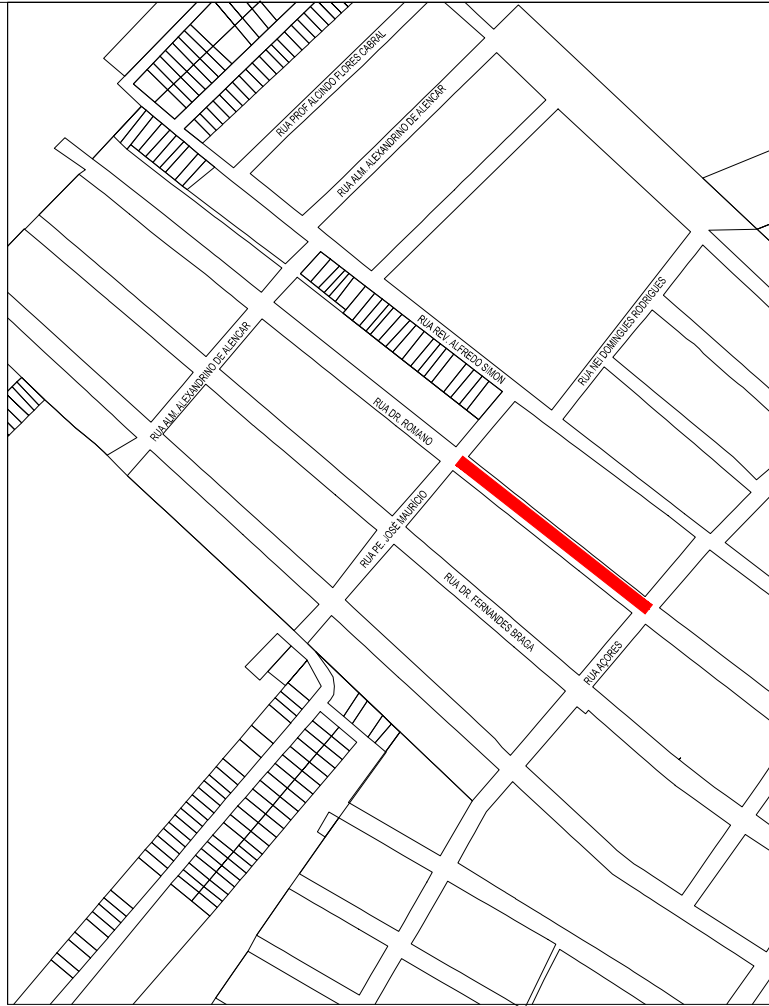 RUA PROF ALCINDO FLORES CABRAL
RUA ALM. ALEXANDRINO DE ALENCAR
RUA NEI DOMINGUES RODRIGUES
RUA REV. ALFREDO SIMON
RUA ALM. ALEXANDRINO DE ALENCAR
RUA DR. ROMANO
RUA PE. JOSÉ MAURÍCIO
RUA DR. FERNANDES BRAGA
RUA AÇORES